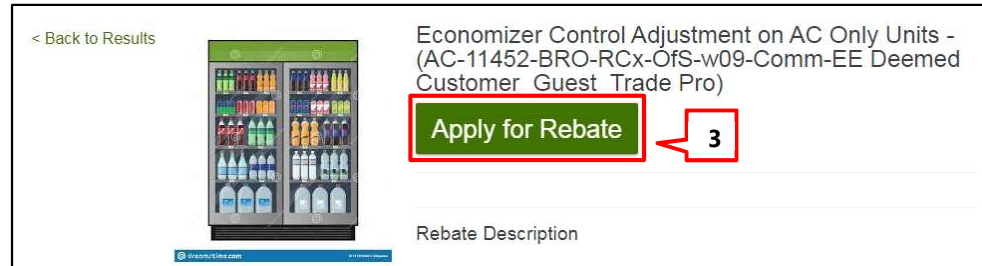 < Back to Results
Economizer Control Adjustment on AC Only Units -
(AC-11452-BRO-RCx-OfS-w09-Comm-EE Deemed
Customer Guest Trade Pro)
Apply for Rebate
3
Rebate Description
dreamstime.com